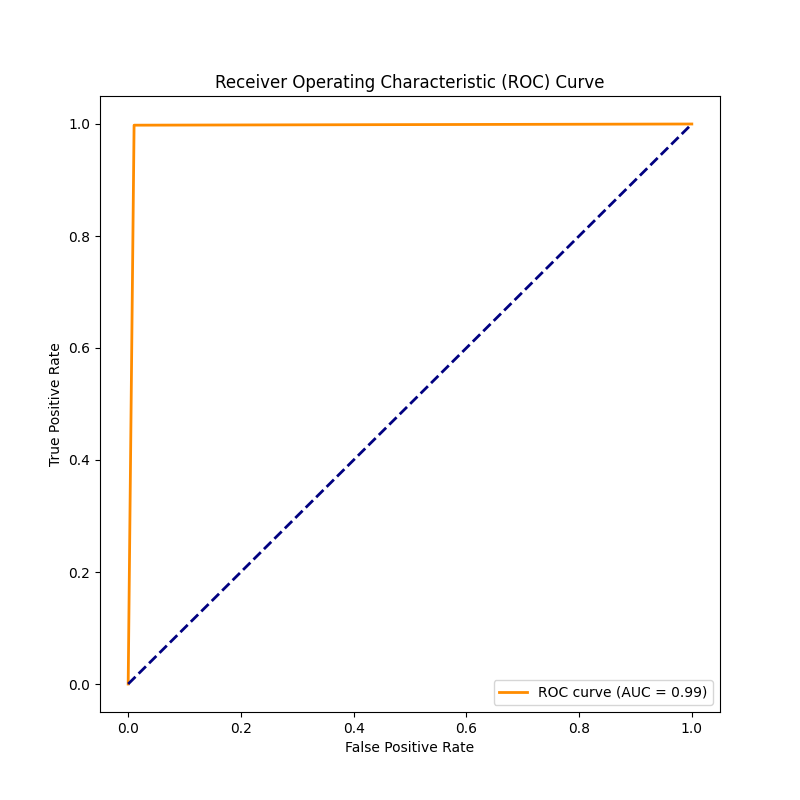 Receiver Operating Characteristic (ROC) Curve
1.0
0.8
0.6
0.4
0.2
0.0
True Positive Rate
ROC curve (AUC = 0.99)
0.0 0.2 0.4 0.6 0.8 1.0
False Positive Rate